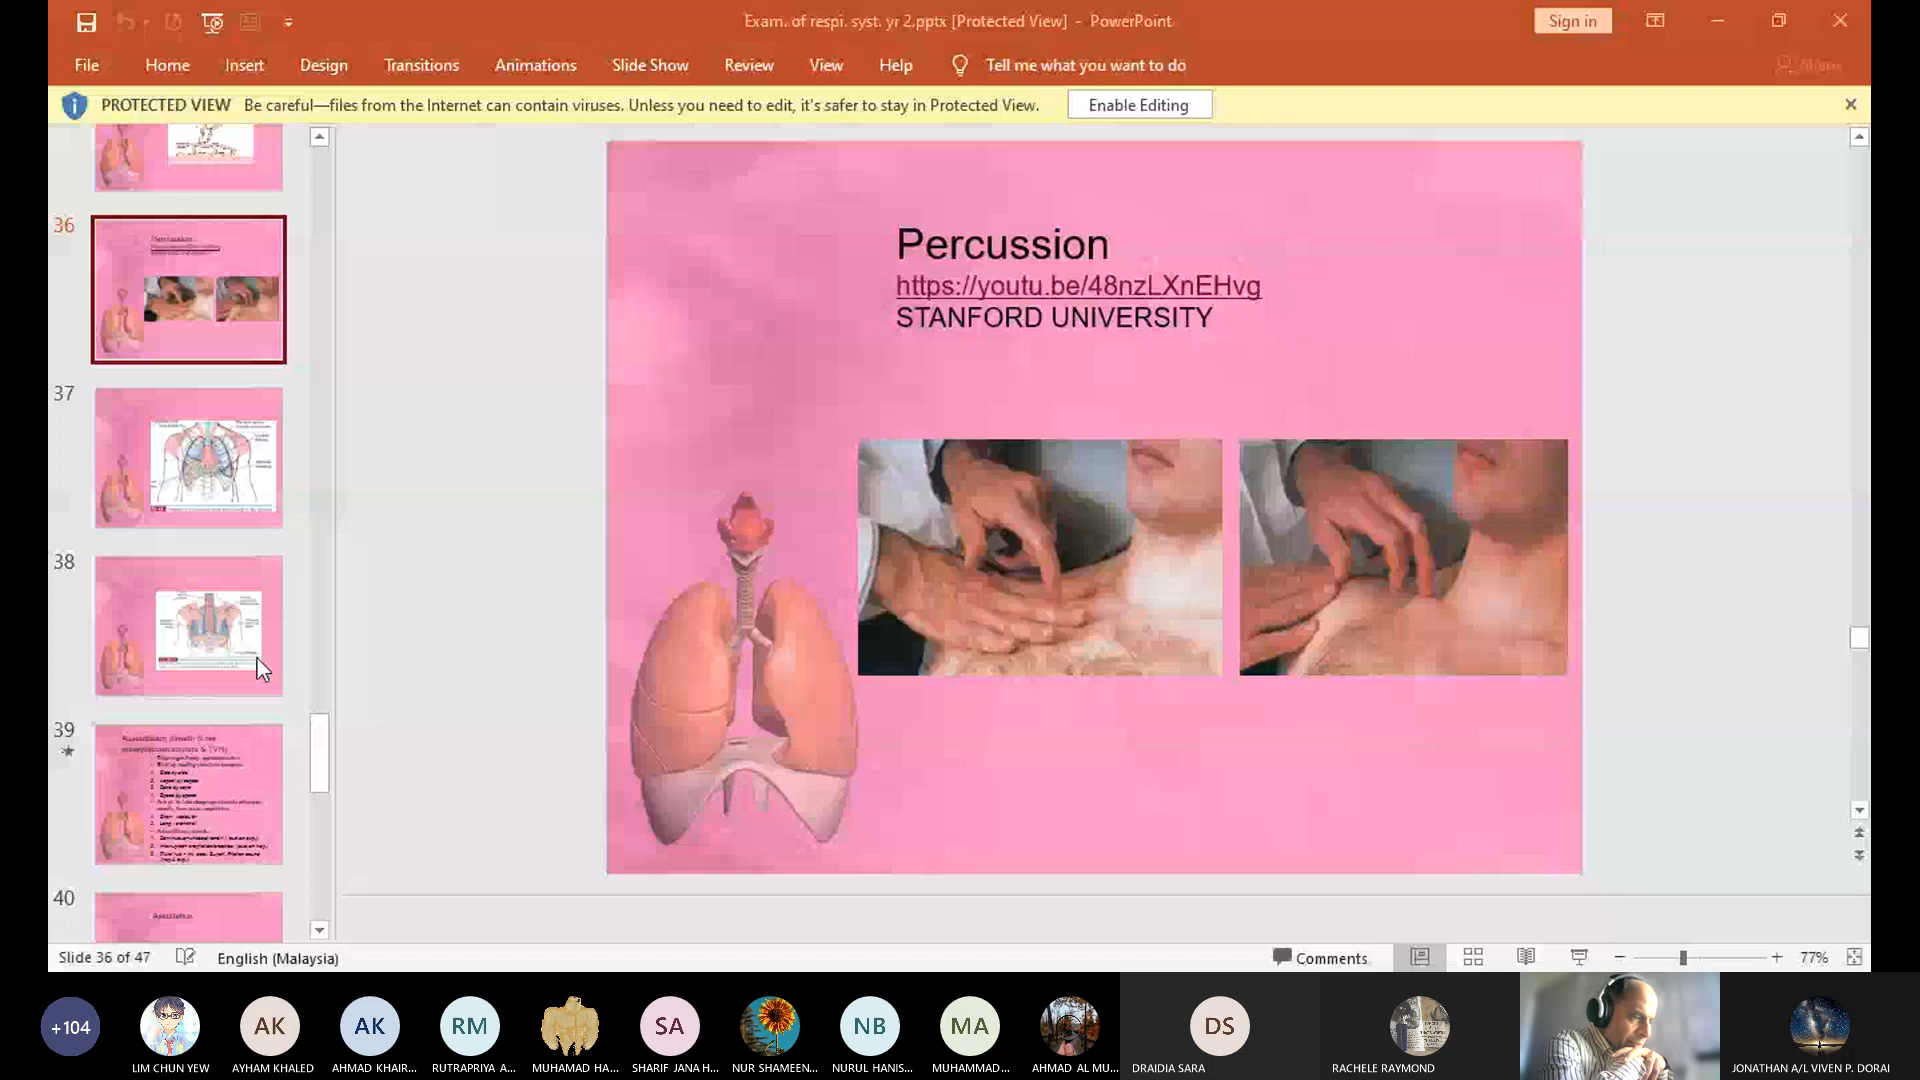 Exam. of respi. syst. yr 2.pptx [Protected View] - PowerPoint
Sign in
File Home Insert Design Transitions Animations Slide Show Review View Help Tell me what you want to do
PROTECTED VIEW Be careful—files from the Internet can contain viruses. Unless you need to edit, it's safer to stay in Protected View. Enable Editing
36
Percussion
37
38
39
40
Percussion
https://youtu.be/48nzLXnEHvg
STANFORD UNIVERSITY
Slide 36 of 47 English (Malaysia) Comments 77%
+104 AK AK RM SA NB MA DS
LIM CHUN YEW AYHAM KHALED AHMAD KHAIR... RUTRAPRIYA A... MUHAMAD HA... SHARIF JANA H... NUR SHAMEEN... NURUL HANIS... MUHAMMAD... AHMAD AL MU... DRAIDIA SARA RACHELE RAYMOND JONATHAN A/L VIVEN P. DORAI